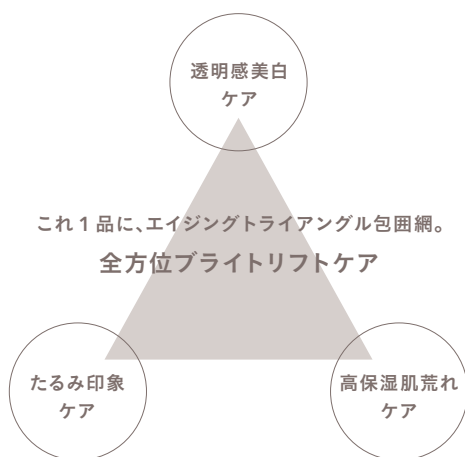 透明感美白
ケア
これ1品に、エイジングトライアングル包囲網。
全方位ブライトリフトケア
たるみ印象
ケア
高保湿肌荒れ
ケア